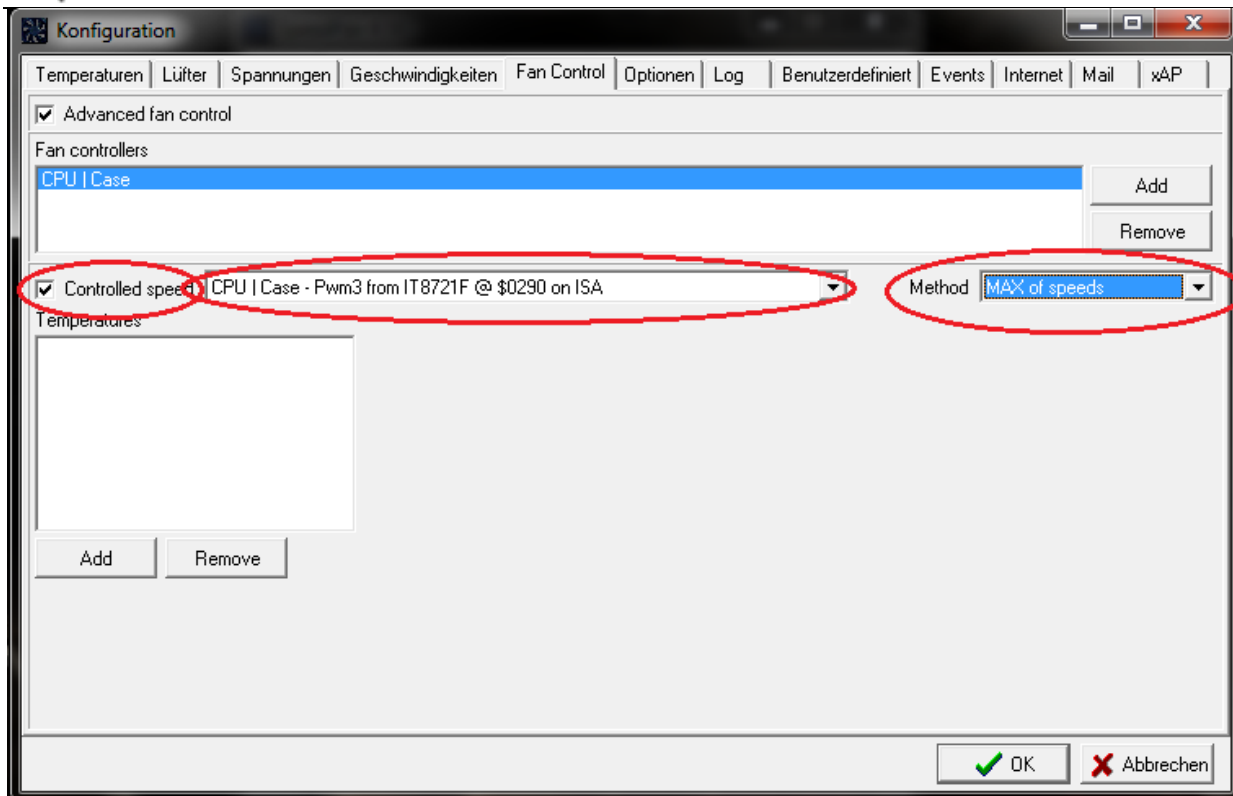 Konfiguration
Temperaturen Lüfter Spannungen Geschwindigkeiten Fan Control Optionen Log Benutzerdefiniert Events Internet Mail xAP
Advanced fan control
Fan controllers
CPU | Case
Add
Remove
Controlled speed CPU | Case - Pwm3 from IT8721F @ $0290 on ISA Method MAX of speeds
Temperatures
Add Remove
OK Abbrechen